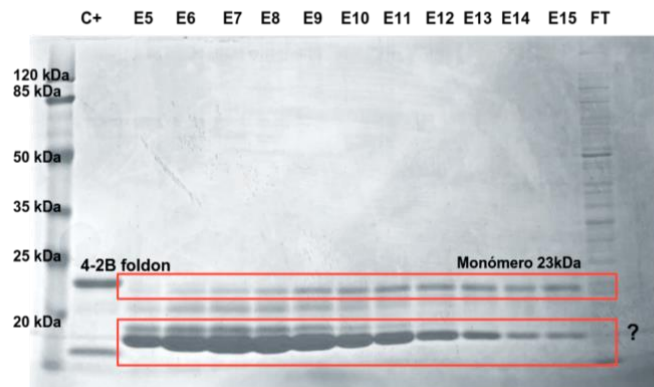 C+ E5 E6 E7 E8 E9 E10 E11 E12 E13 E14 E15 FT
120 kDa
85 kDa
50 kDa
35 kDa
25 kDa
4-2B foldon Monómero 23kDa
20 kDa
?